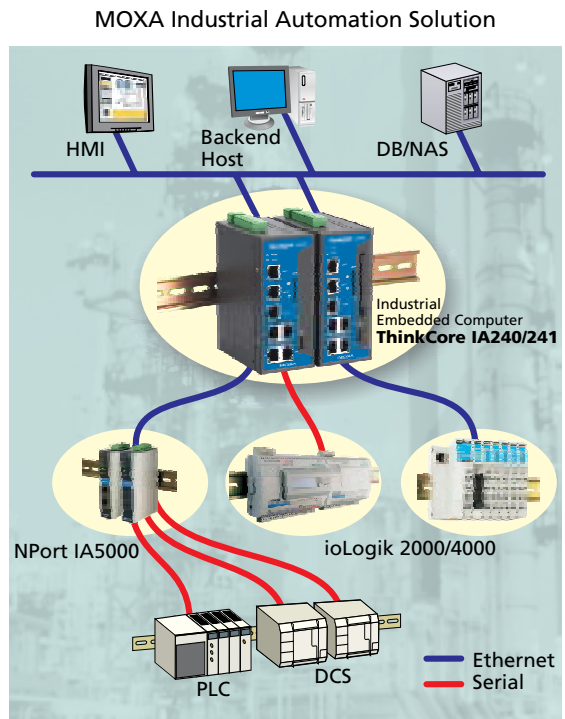 MOXA Industrial Automation Solution
HMI
Backend
Host
DB/NAS
Industrial
Embedded Computer
ThinkCore IA240/241
NPort IA5000
ioLogik 2000/4000
PLC
DCS
Ethernet
Serial